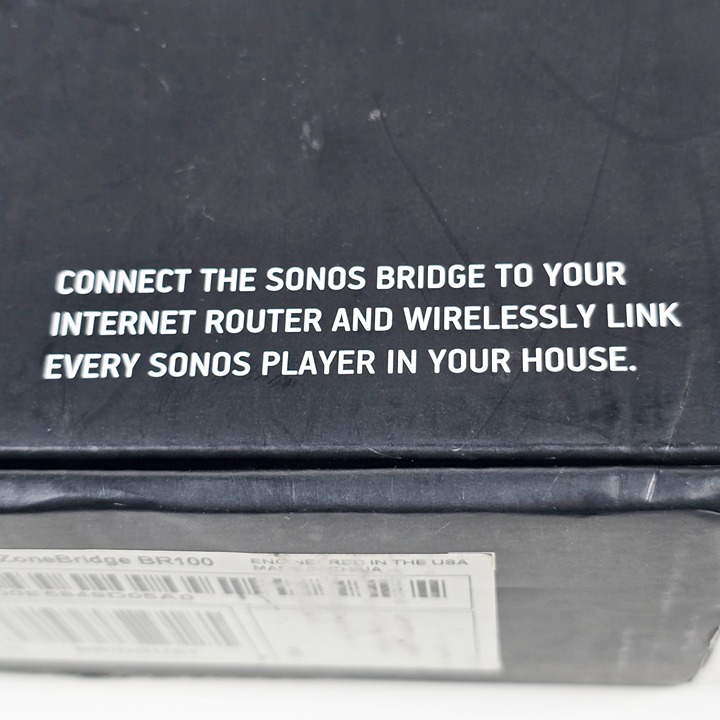 CONNECT THE SONOS BRIDGE TO YOUR
INTERNET ROUTER AND WIRELESSLY LINK
EVERY SONOS PLAYER IN YOUR HOUSE.
ZoneBridge BR100
ENGINEERED IN THE USA